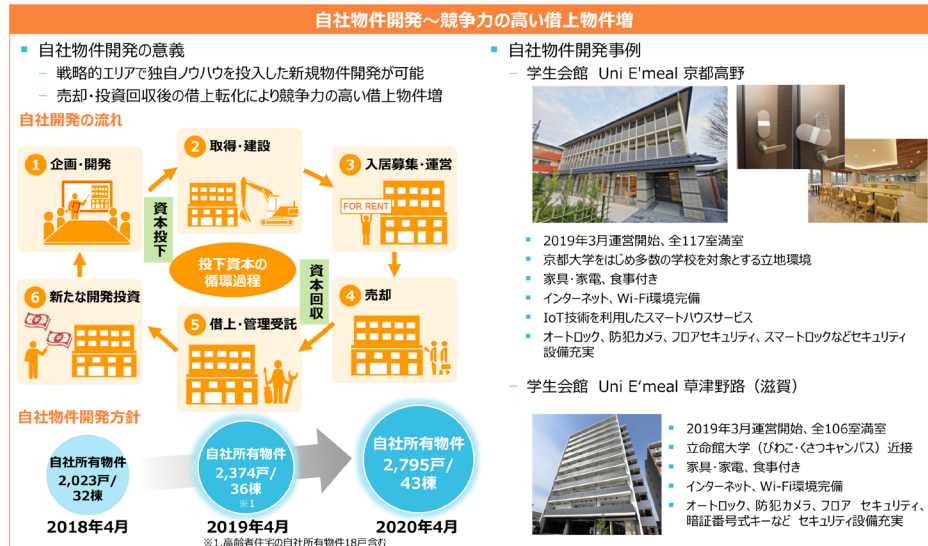 自社物件開発～競争力の高い借上物件増
▪ 自社物件開発の意義
－ 戦略的エリアで独自ノウハウを投入した新規物件開発が可能
－ 売却・投資回収後の借上転化により競争力の高い借上物件増
自社開発の流れ
1 企画・開発
2 取得・建設
3 入居募集・運営
FOR RENT
資本投下
投下資本の
循環過程
資本回収
4 売却
5 借上・管理受託
6 新たな開発投資
自社物件開発方針
自社所有物件
2,023戸/
32棟
2018年4月
自社所有物件
2,374戸/
36棟
※1
2019年4月
自社所有物件
2,795戸/
43棟
2020年4月
※1.高齢者住宅の自社所有物件18戸含む
▪ 自社物件開発事例
－ 学生会館 Uni E'meal 京都高野
▪ 2019年3月運営開始、全117室満室
▪ 京都大学をはじめ多数の学校を対象とする立地環境
▪ 家具・家電、食事付き
▪ インターネット、Wi-Fi環境完備
▪ IoT技術を利用したスマートハウスサービス
▪ オートロック、防犯カメラ、フロアセキュリティ、スマートロックなどセキュリティ
設備充実
－ 学生会館 Uni E‘meal 草津野路（滋賀）
▪ 2019年3月運営開始、全106室満室
▪ 立命館大学（びわこ・くさつキャンパス）近接
▪ 家具・家電、食事付き
▪ インターネット、Wi-Fi環境完備
▪ オートロック、防犯カメラ、フロア セキュリティ、
暗証番号式キーなど セキュリティ設備充実